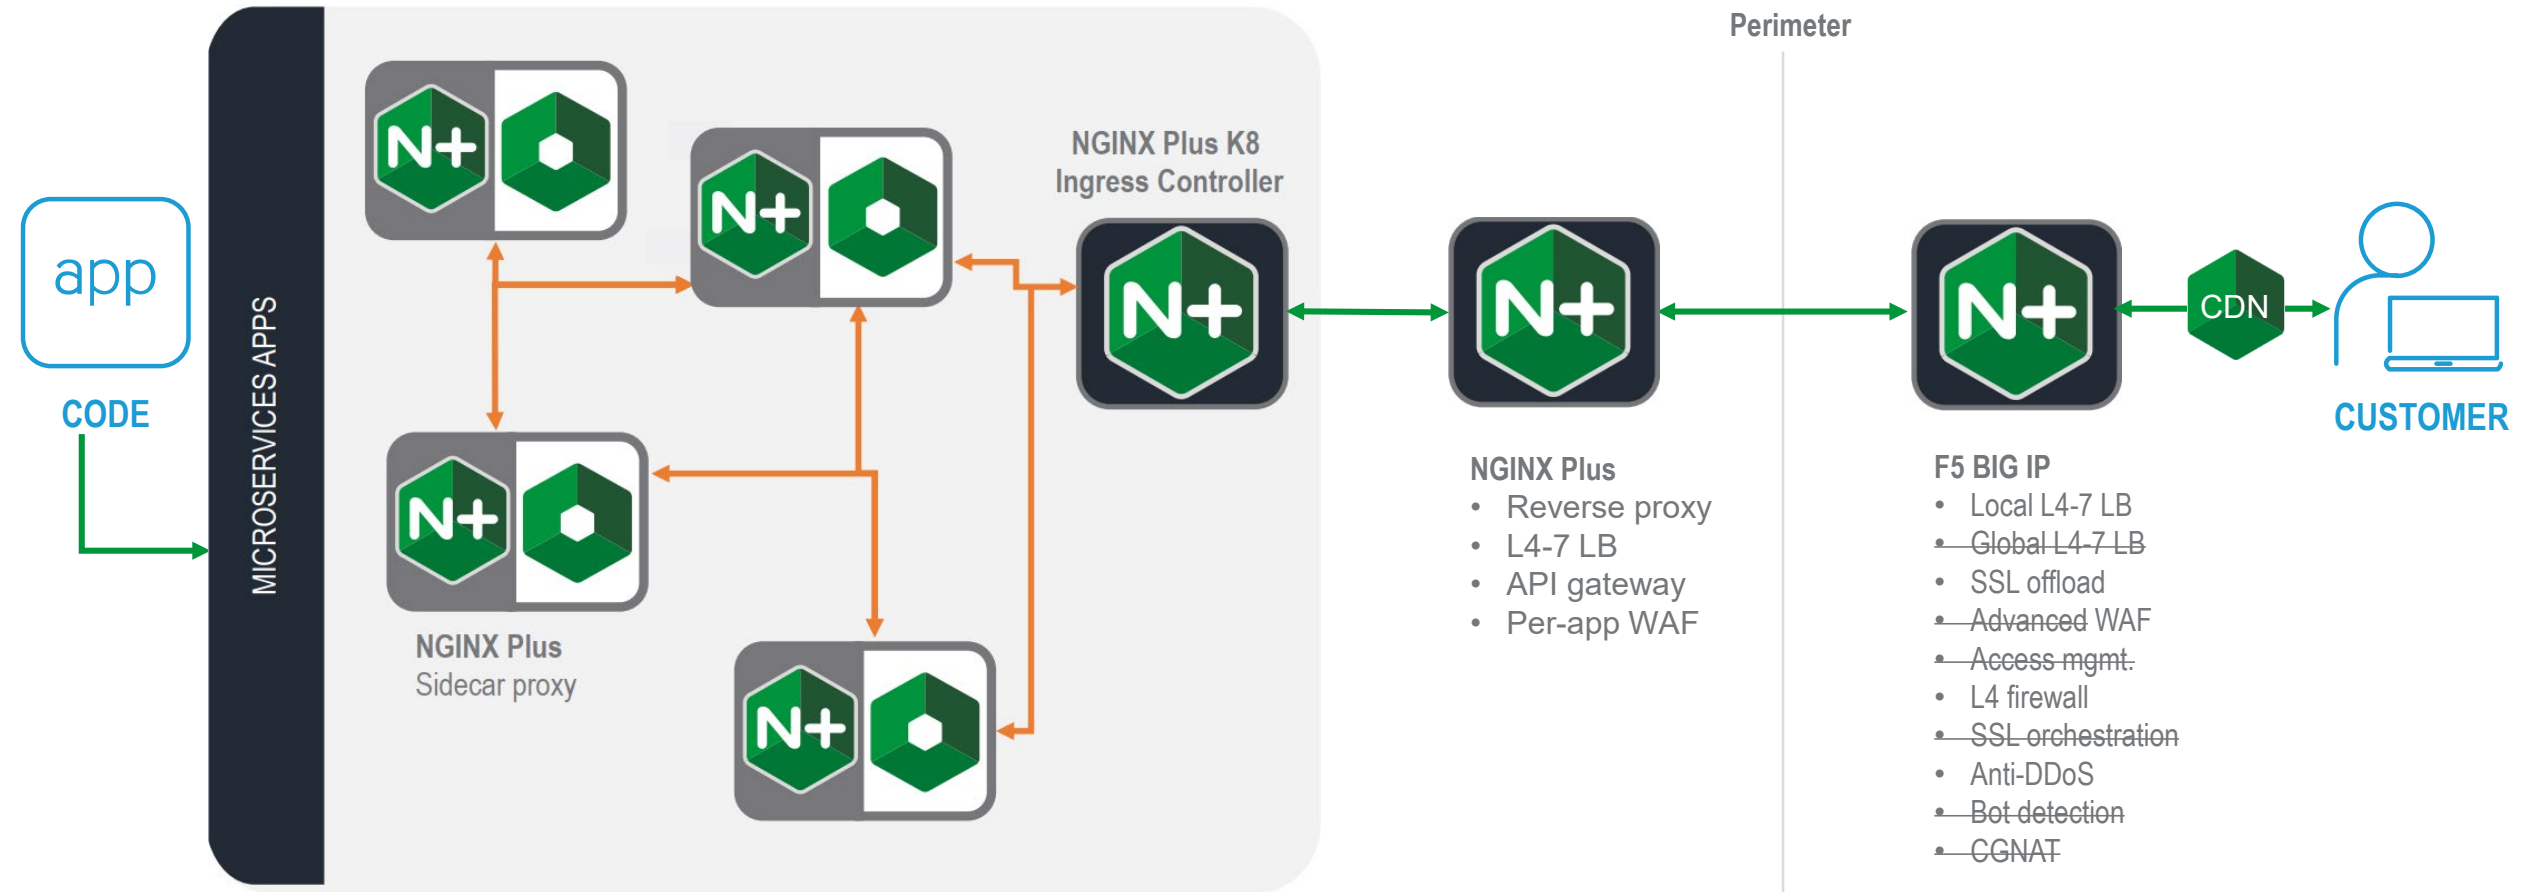 Perimeter
app
CODE
MICROSERVICES APPS
N+
N+
NGINX Plus K8
Ingress Controller
N+
N+
N+
CDN
CUSTOMER
N+
NGINX Plus
Sidecar proxy
N+
NGINX Plus
• Reverse proxy
• L4-7 LB
• API gateway
• Per-app WAF
F5 BIG IP
• Local L4-7 LB
• Global L4-7 LB
• SSL offload
• Advanced WAF
• Access mgmt.
• L4 firewall
• SSL orchestration
• Anti-DDoS
• Bot detection
• CGNAT